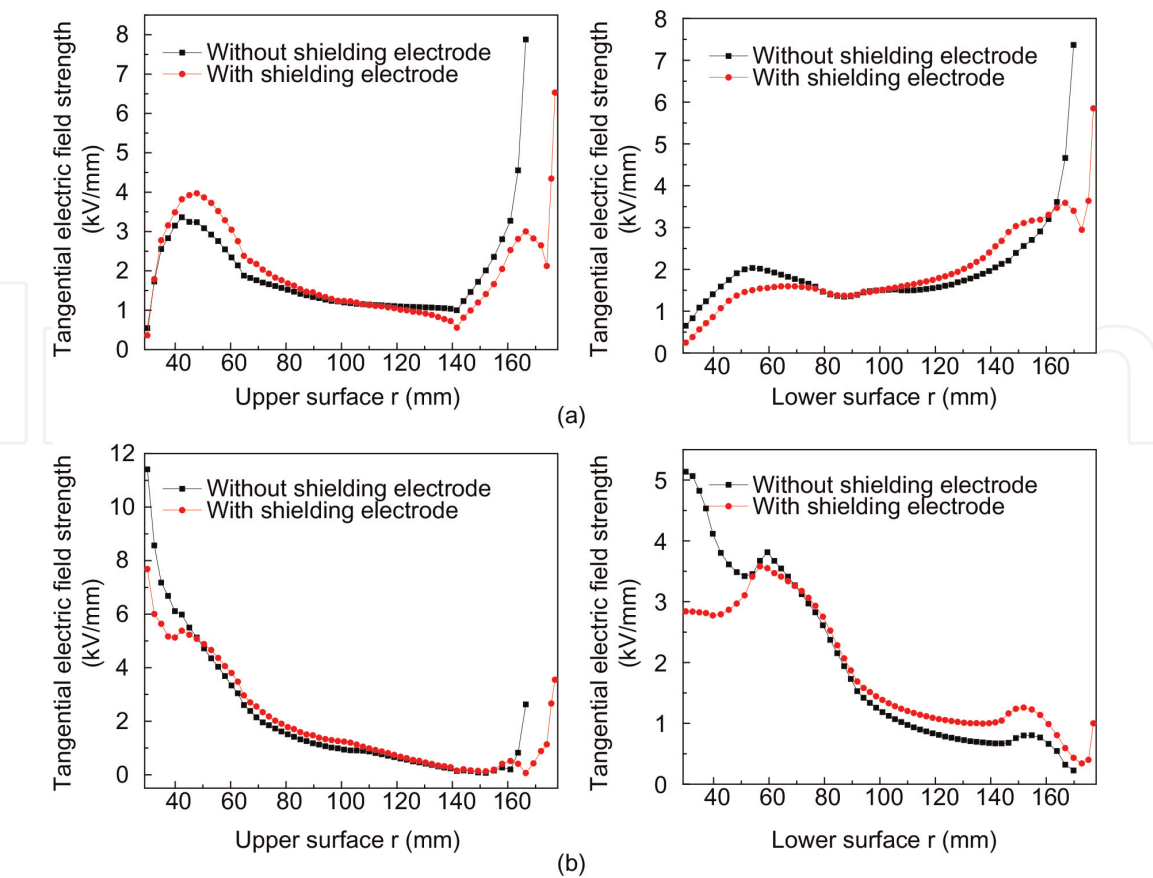 Tangential electric field strength
(kV/mm)
8
7
6
5
4
3
2
1
0
Without shielding electrode
With shielding electrode
40 60 80 100 120 140 160
Upper surface r (mm)
Tangential electric field strength
(kV/mm)
8
7
6
5
4
3
2
1
0
Without shielding electrode
With shielding electrode
40 60 80 100 120 140 160
Lower surface r (mm)
(a)
Tangential electric field strength
(kV/mm)
12
10
8
6
4
2
0
Without shielding electrode
With shielding electrode
40 60 80 100 120 140 160
Upper surface r (mm)
Tangential electric field strength
(kV/mm)
5
4
3
2
1
0
Without shielding electrode
With shielding electrode
40 60 80 100 120 140 160
Lower surface r (mm)
(b)